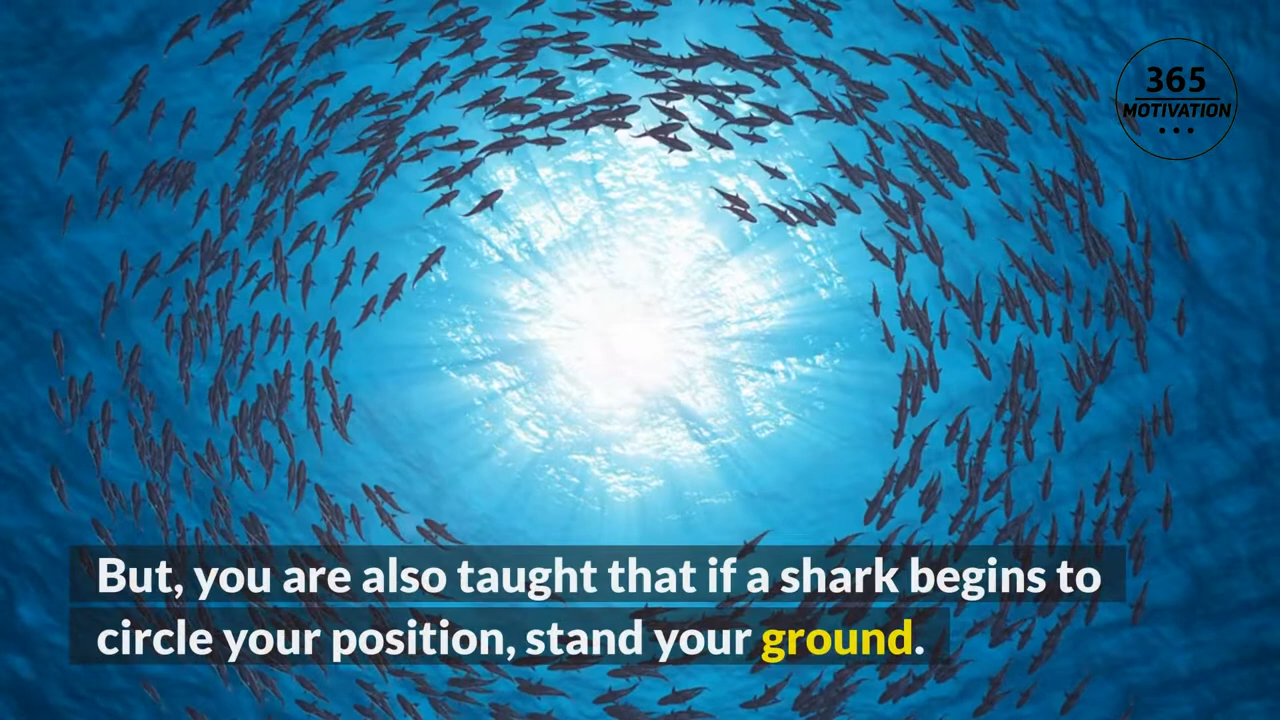 365
MOTIVATION
But, you are also taught that if a shark begins to
circle your position, stand your ground.